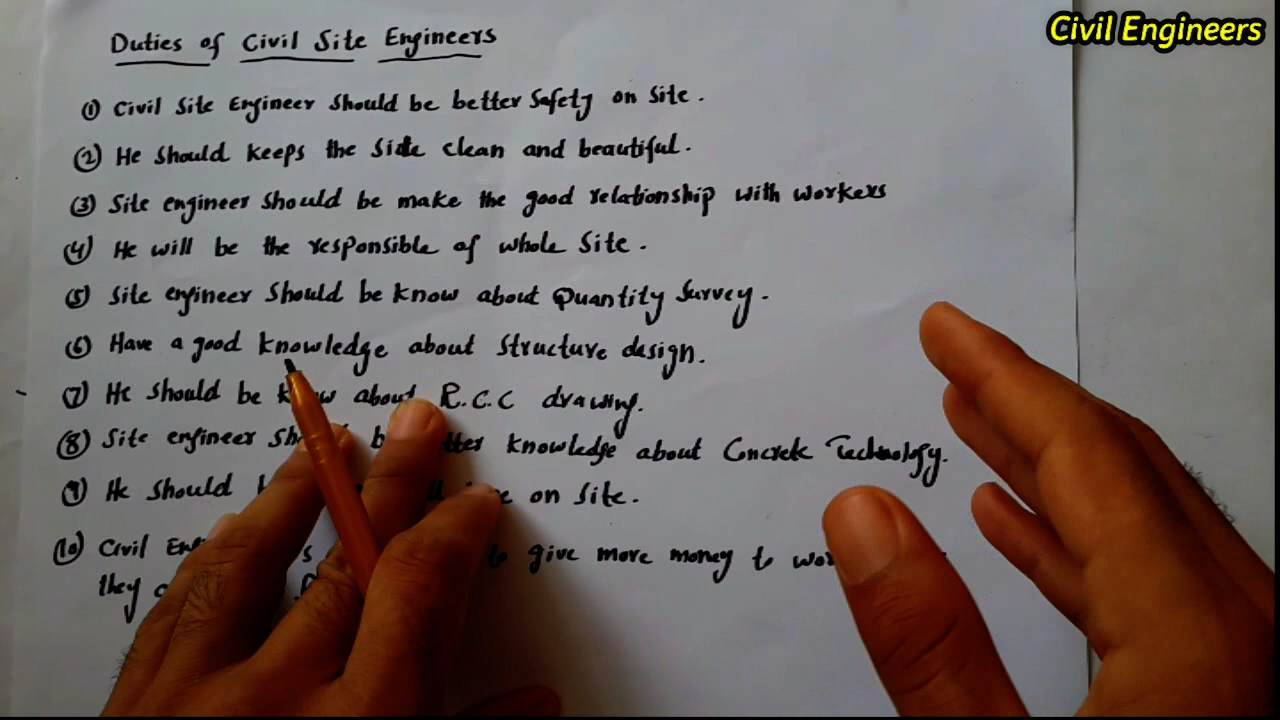 Civil Engineers
Duties of Civil Site Engineers
(1) Civil Site Engineer should be better safety on site.
(2) He should keeps the side clean and beautiful.
(3) Site engineer should be make the good relationship with workers
(4) He will be the responsible of whole site.
(5) Site engineer should be know about Quantity Survey.
(6) Have a good knowledge about structure design.
(7) He should be know about R.C.C drawing.
(8) Site engineer knowledge about Concrete Technology.
(9) He should on site.
(10) Civil to give more money to
they